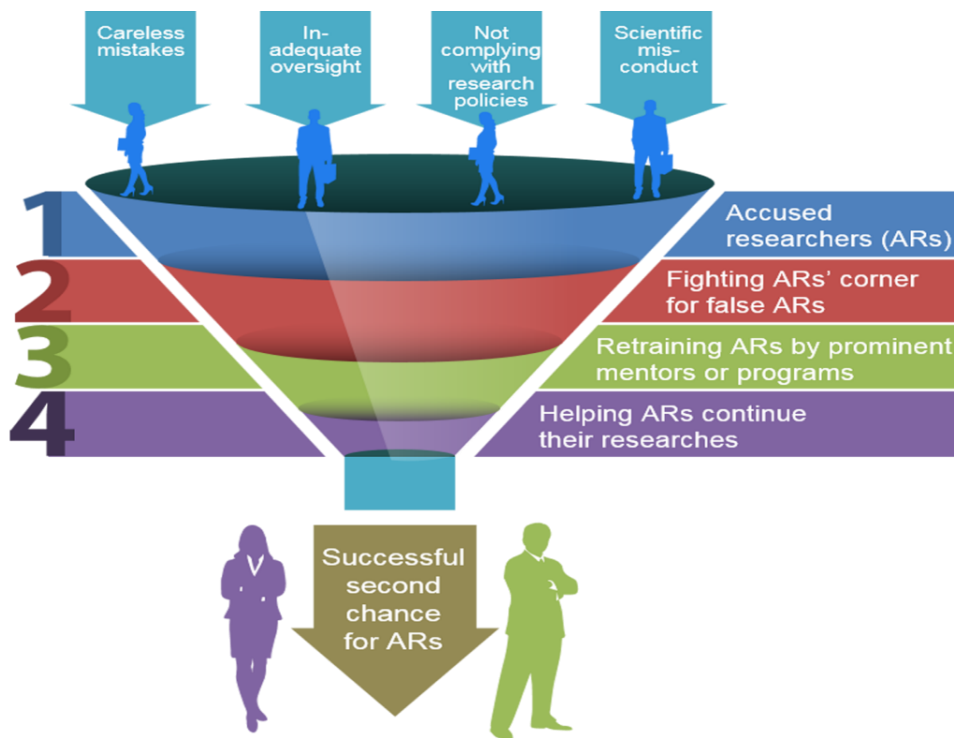 Careless
mistakes
In-
adequate
oversight
Not
complying
with
research
policies
Scientific
mis-
conduct
1
Accused
researchers (ARs)
2
Fighting ARs' corner
for false ARs
3
Retraining ARs by prominent
mentors or programs
4
Helping ARs continue
their researches
Successful
second
chance
for ARs